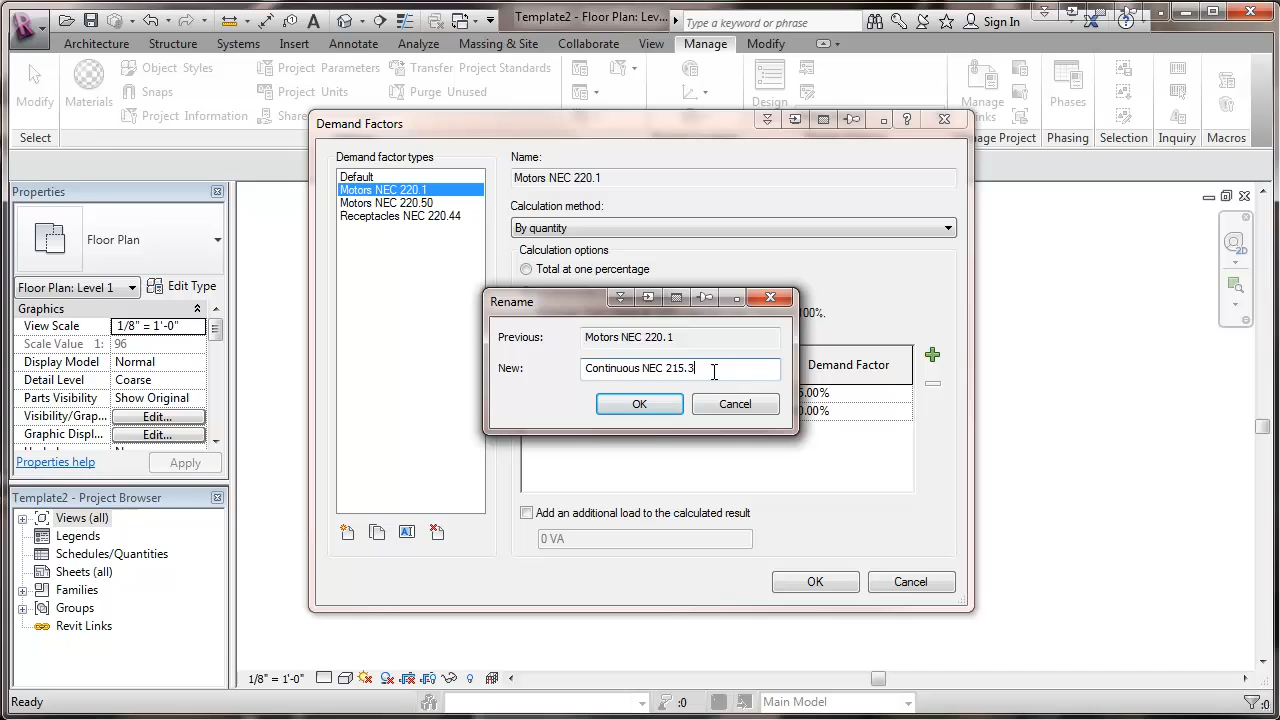 Template2 - Floor Plan: Lev...
Type a keyword or phrase
Sign In
Architecture
Structure
Systems
Insert
Annotate
Analyze
Massing & Site
Collaborate
View
Manage
Modify
Modify
Materials
Object Styles
Snaps
Project Information
Project Parameters
Project Units
Transfer Project Standards
Purge Unused
Design
Manage
Phases
Select
Phasing
Selection
Inquiry
Macros
Properties
Floor Plan
Floor Plan: Level 1
Edit Type
Graphics
View Scale
1/8" = 1'-0"
Scale Value 1:
96
Display Model
Normal
Detail Level
Coarse
Parts Visibility
Show Original
Visibility/Grap...
Edit...
Graphic Displ...
Edit...
Properties help
Apply
Template2 - Project Browser
Views (all)
Legends
Schedules/Quantities
Sheets (all)
Families
Groups
Revit Links
Demand Factors
Demand factor types
Default
Motors NEC 220.1
Motors NEC 220.50
Receptacles NEC 220.44
Name:
Motors NEC 220.1
Calculation method:
By quantity
Calculation options
Total at one percentage
100%.
Demand Factor
Add an additional load to the calculated result
0 VA
OK
Cancel
Rename
Previous:
Motors NEC 220.1
New:
Continuous NEC 215.3
OK
Cancel
2D
1/8" = 1'-0"
Ready
:0
Main Model
:0